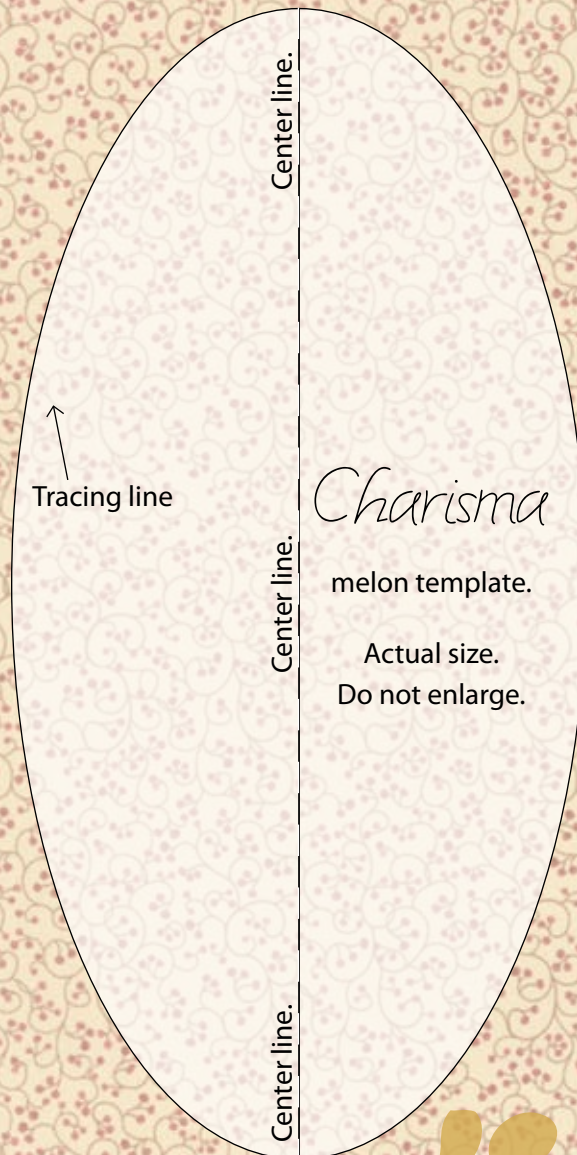 Center line.
Tracing line
Charisma
Center line.
melon template.
Actual size.
Do not enlarge.
Center line.